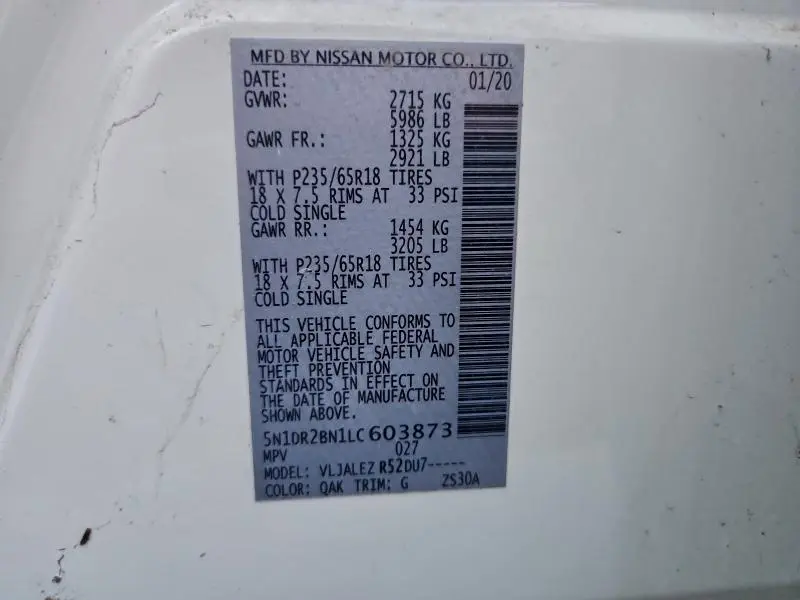 MFD BY NISSAN MOTOR CO., LTD.
DATE: 01/20
GVWR: 2715 KG
5986 LB
GAWR FR.: 1325 KG
2921 LB
WITH P235/65R18 TIRES
18 X 7.5 RIMS AT 33 PSI
COLD SINGLE
GAWR RR.: 1454 KG
3205 LB
WITH P235/65R18 TIRES
18 X 7.5 RIMS AT 33 PSI
COLD SINGLE
THIS VEHICLE CONFORMS TO
ALL APPLICABLE FEDERAL
MOTOR VEHICLE SAFETY AND
THEFT PREVENTION
STANDARDS IN EFFECT ON
THE DATE OF MANUFACTURE
SHOWN ABOVE.
5N1DR2BN1LC603873
MPV 027
MODEL: VLJALEZ R52DU7-----
COLOR: QAK TRIM: G ZS30A